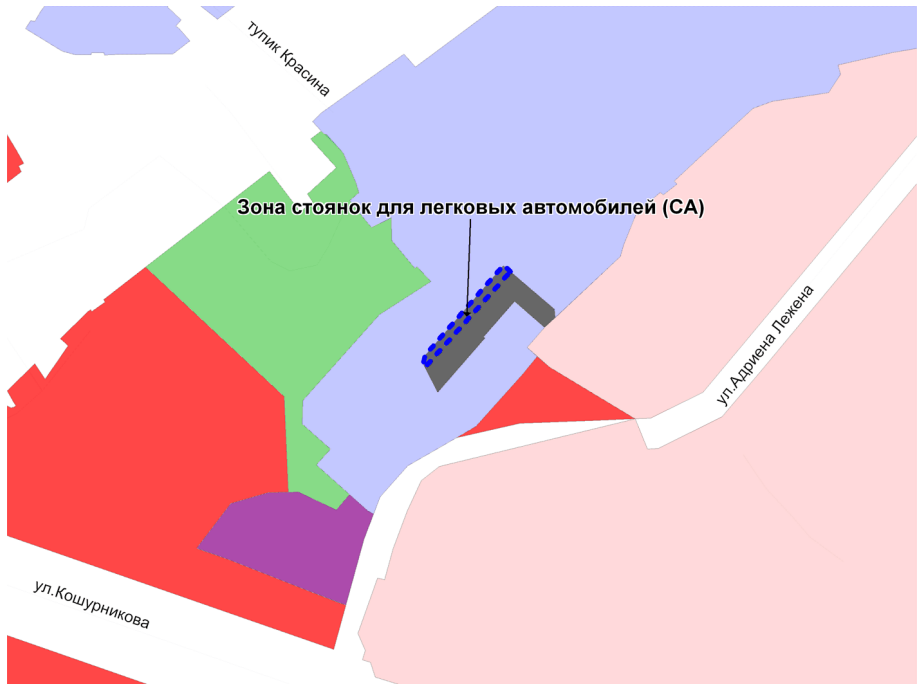 тупик Красина
Зона стоянок для легковых автомобилей (СА)
ул.Адриена Лежена
ул.Кошурникова